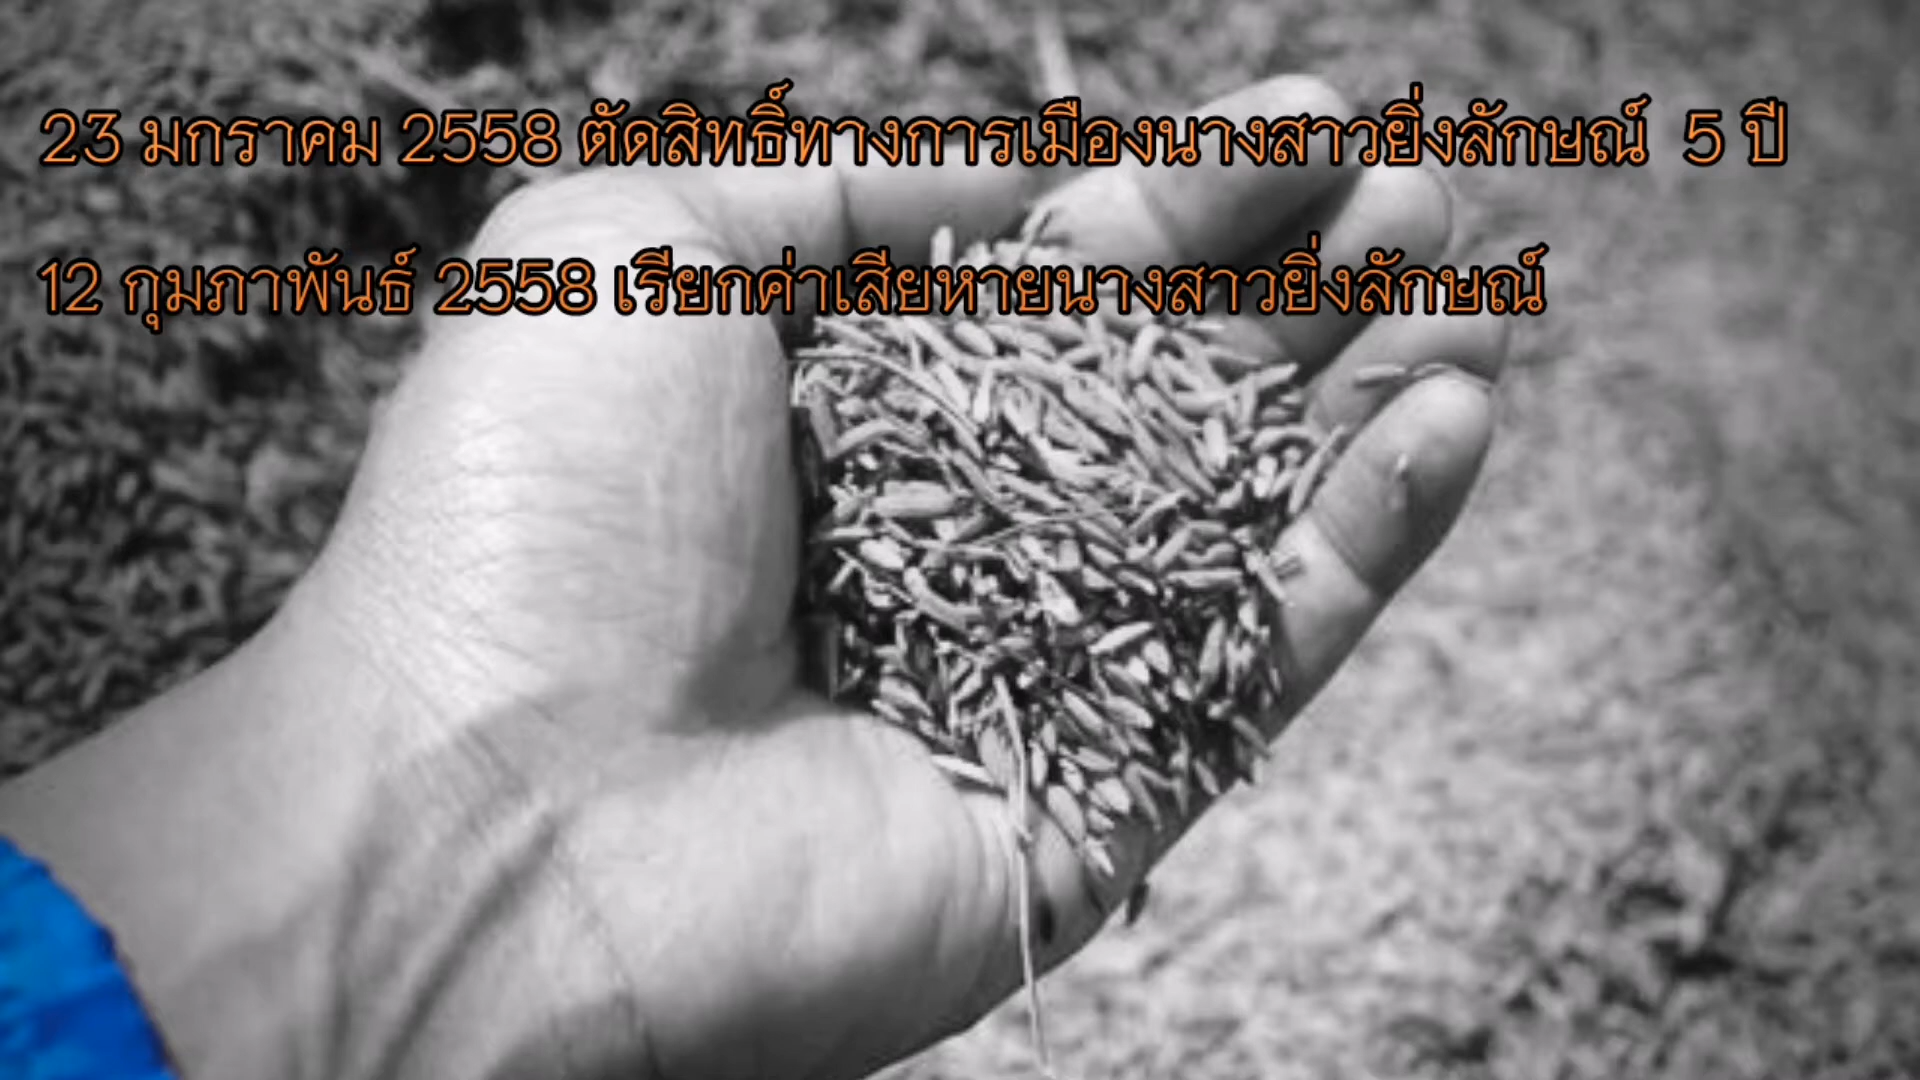 23 มกราคม 2558 ตัดสิทธิ์ทางการเมืองนางสาวยิ่งลักษณ์ 5 ปี
12 กุมภาพันธ์ 2558 เรียกค่าเสียหายนางสาวยิ่งลักษณ์